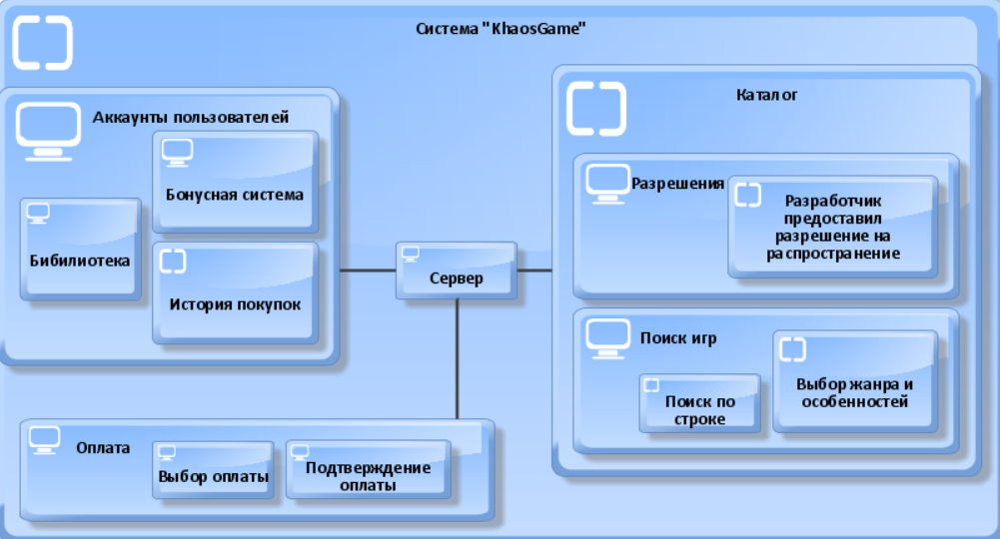 Система "KhaosGame"
Аккаунты пользователей
Бонусная система
Бибилиотека
История покупок
Сервер
Каталог
Разрешения
Разработчик
предоставил
разрешение на
распространение
Поиск игр
Поиск по
строке
Выбор жанра и
особенностей
Оплата
Выбор оплаты
Подтверждение
оплаты